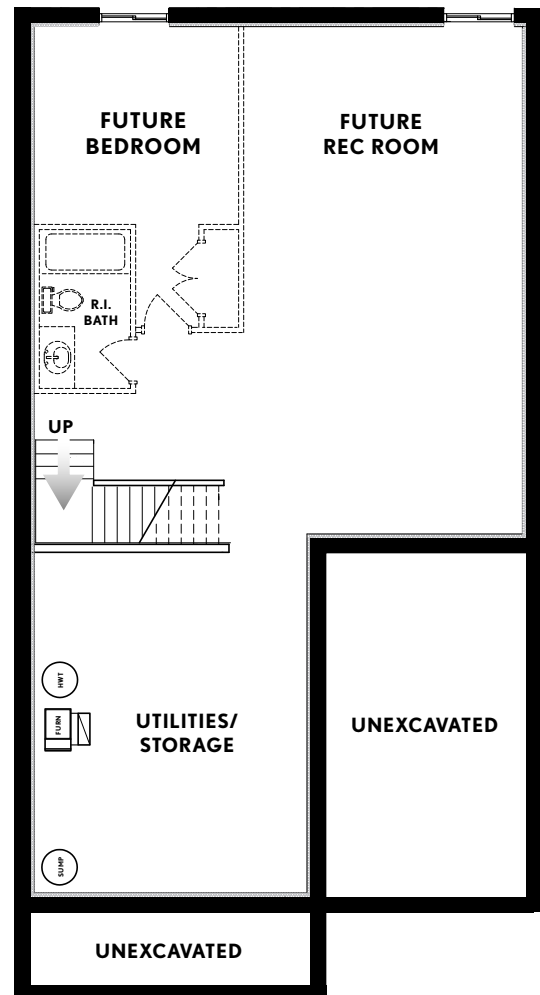 FUTURE
BEDROOM
FUTURE
REC ROOM
R.I.
BATH
UP
HWT
FURN
UTILITIES/
STORAGE
UNEXCAVATED
SUMP
UNEXCAVATED